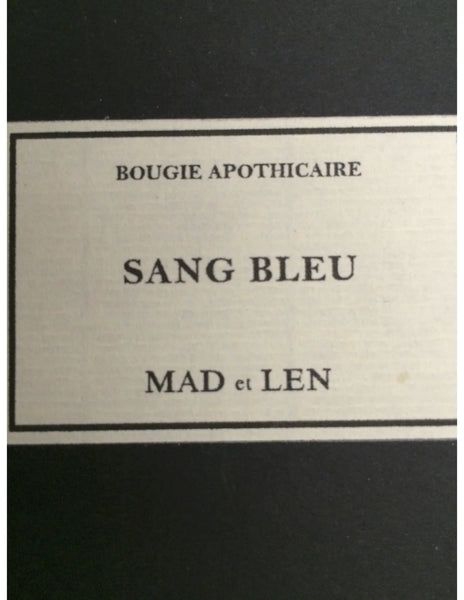 BOUGIE APOTHICAIRE
SANG BLEU
MAD et LEN